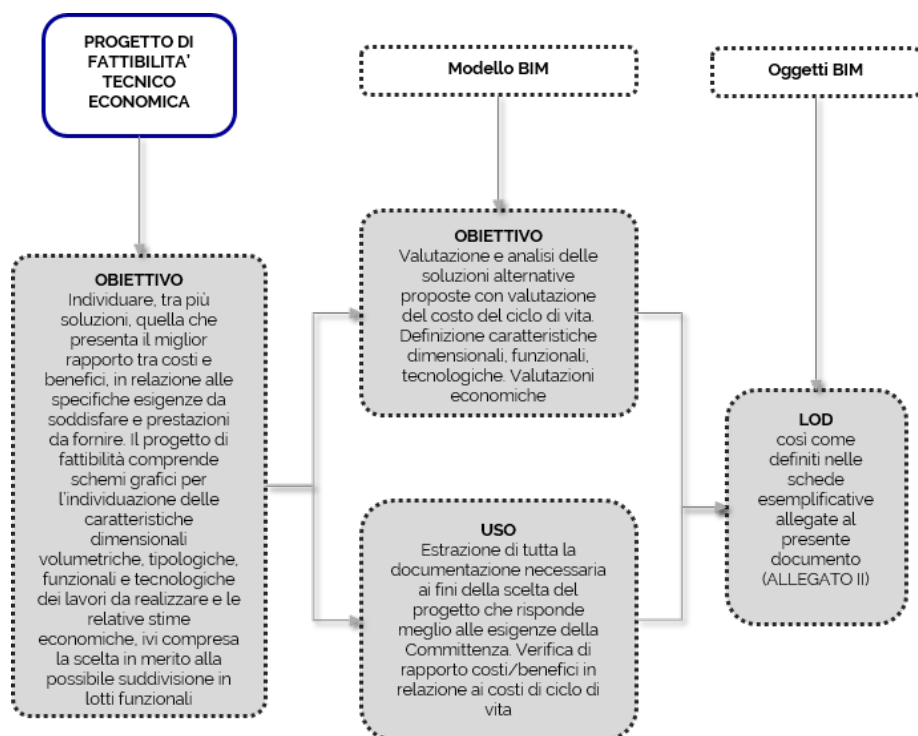 PROGETTO DI
FATTIBILITA'
TECNICO
ECONOMICA
Modello BIM
Oggetti BIM
OBIETTIVO
Individuare, tra più
soluzioni, quella che
presenta il miglior
rapporto tra costi e
benefici, in relazione alle
specifiche esigenze da
soddisfare e prestazioni
da fornire. Il progetto di
fattibilità comprende
schemi grafici per
l'individuazione delle
caratteristiche
dimensionali
volumetriche, tipologiche,
funzionali e tecnologiche
dei lavori da realizzare e le
relative stime
economiche, ivi compresa
la scelta in merito alla
possibile suddivisione in
lotti funzionali
OBIETTIVO
Valutazione e analisi delle
soluzioni alternative
proposte con valutazione
del costo del ciclo di vita.
Definizione caratteristiche
dimensionali, funzionali,
tecnologiche. Valutazioni
economiche
USO
Estrazione di tutta la
documentazione necessaria
ai fini della scelta del
progetto che risponde
meglio alle esigenze della
Committenza. Verifica di
rapporto costi/benefici in
relazione ai costi di ciclo di
vita
LOD
così come
definiti nelle
schede
esemplificative
allegate al
presente
documento
(ALLEGATO II)